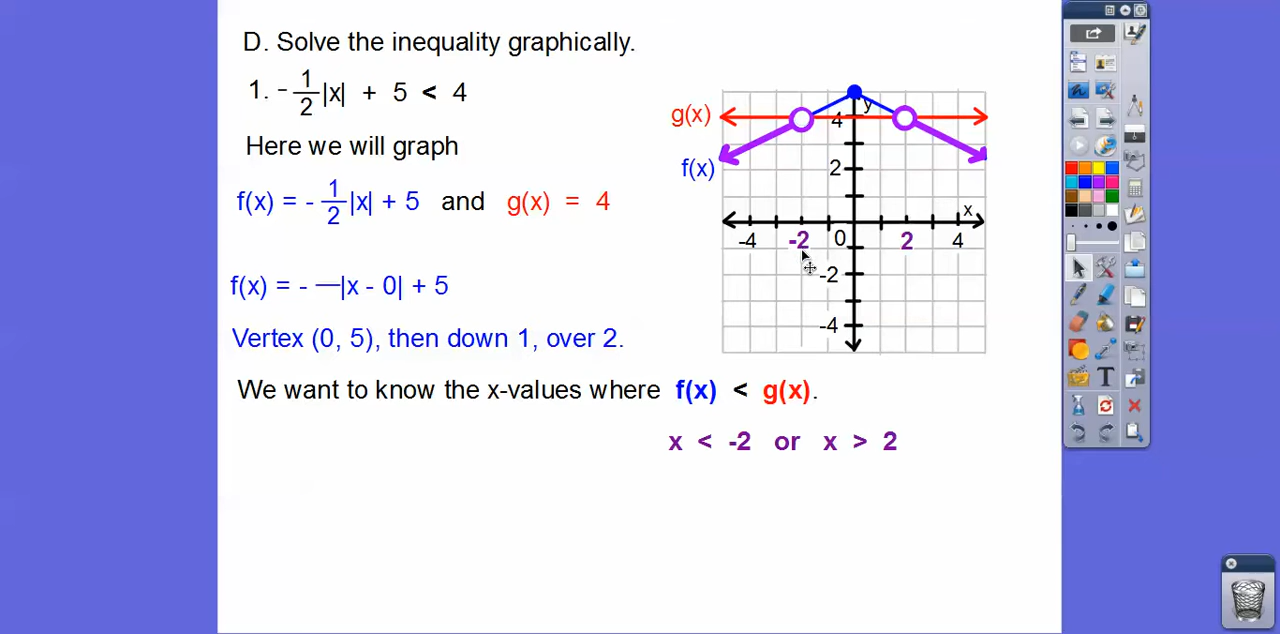 D. Solve the inequality graphically.
1. -1/2|x| + 5 < 4
Here we will graph
f(x) = - 1/2|x| + 5 and g(x) = 4
f(x) = - —|x - 0| + 5
Vertex (0, 5), then down 1, over 2.
We want to know the x-values where f(x) < g(x).
x < -2 or x > 2
g(x)
f(x)
y
4
2
x
-4 -2 0 2 4
-2
-4
T